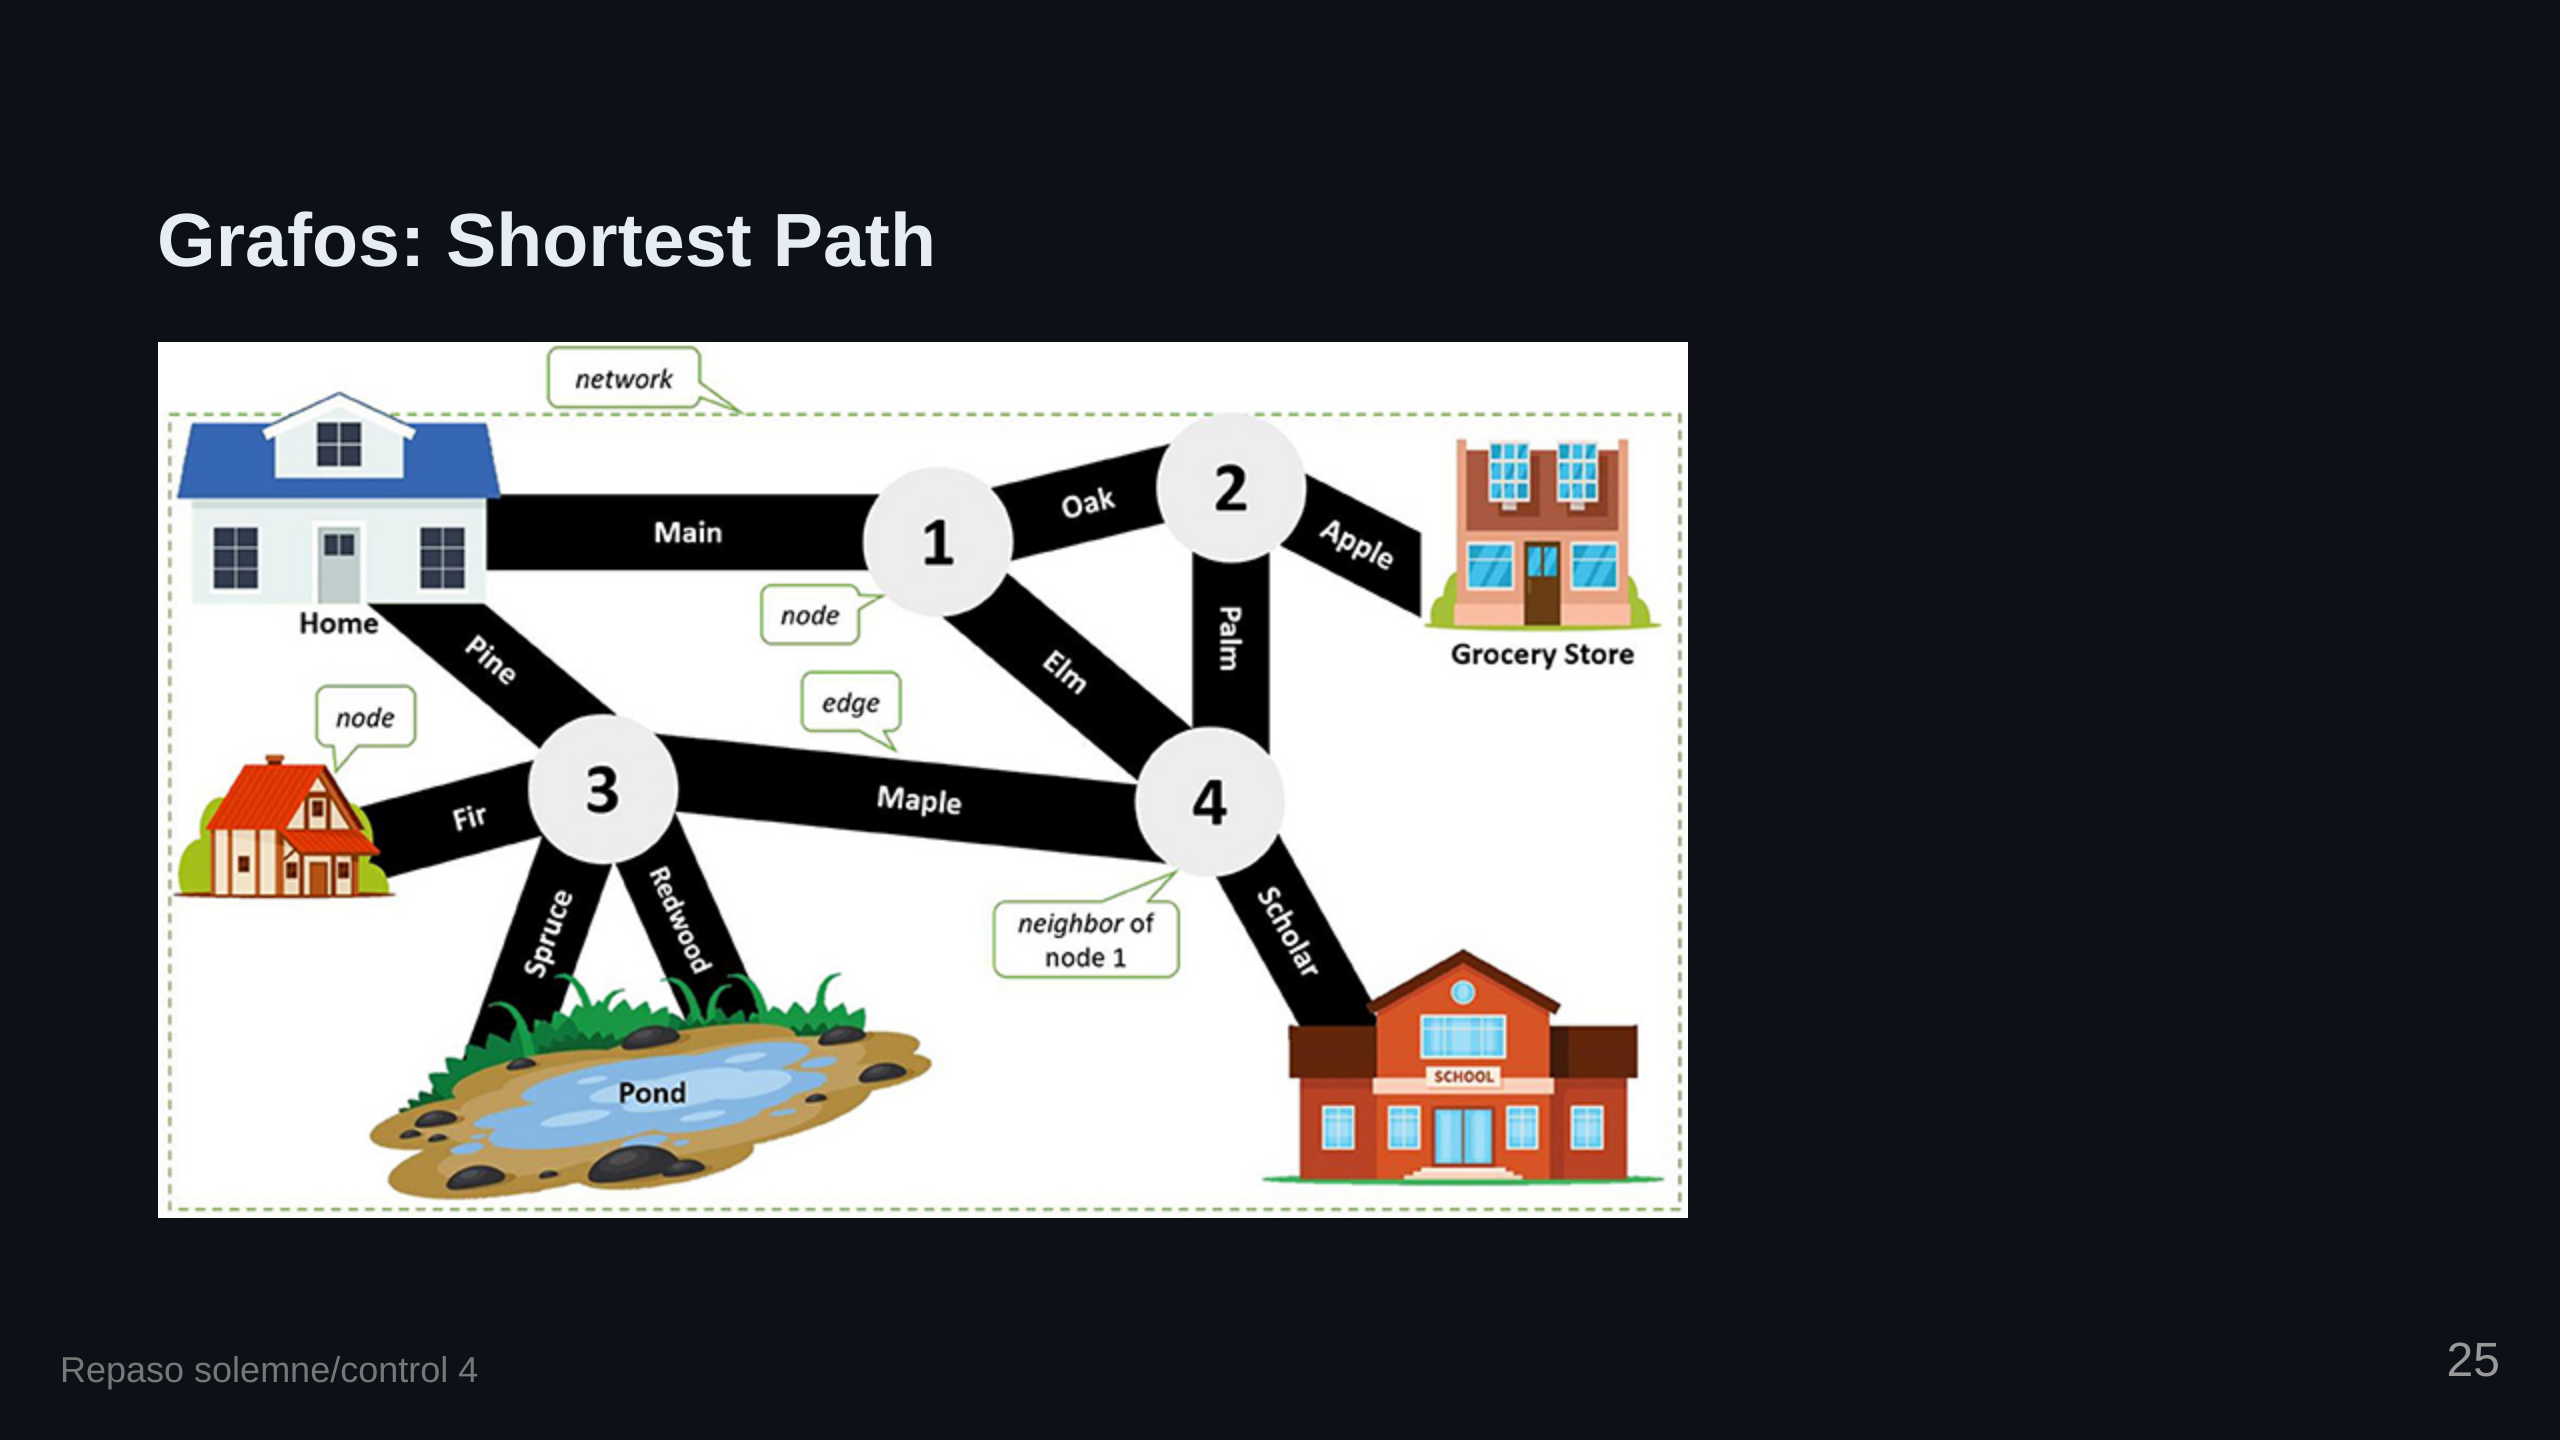 Grafos: Shortest Path
network
Main
1
Oak
2
Apple
Home
node
Palm
Grocery Store
Pine
Elm
edge
node
3
Maple
4
Fir
Spruce
Redwood
neighbor of
node 1
Scholar
SCHOOL
Pond
Repaso solemne/control 4
25